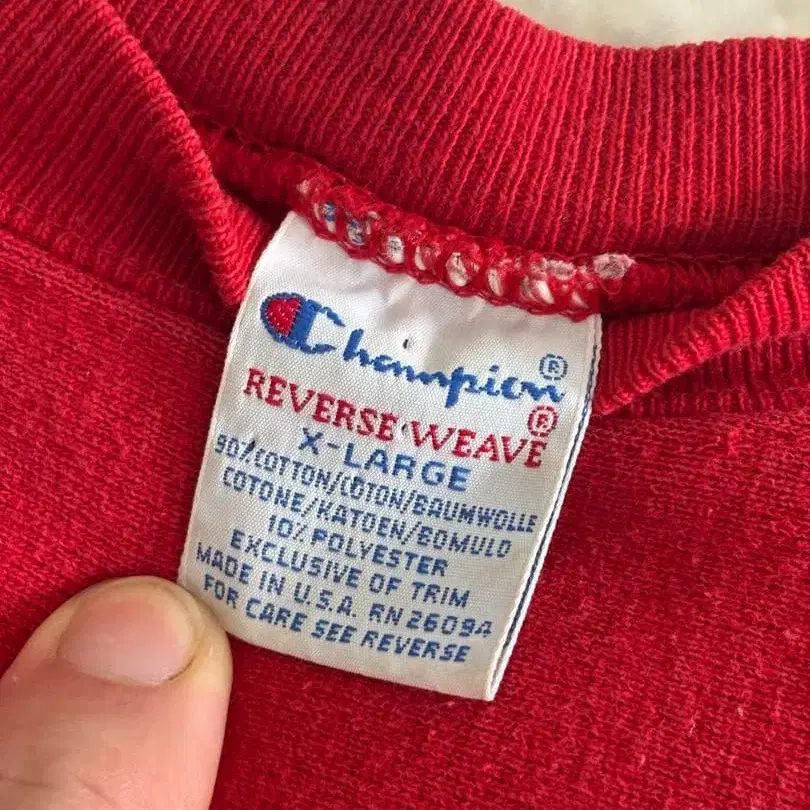 Champion®
REVERSE WEAVE®
X-LARGE
90%COTTON/COTON/BAUMWOLLE
COTONE/KATOEN/BOMULD
10% POLYESTER
EXCLUSIVE OF TRIM
MADE IN U.S.A. RN 26094
FOR CARE SEE REVERSE